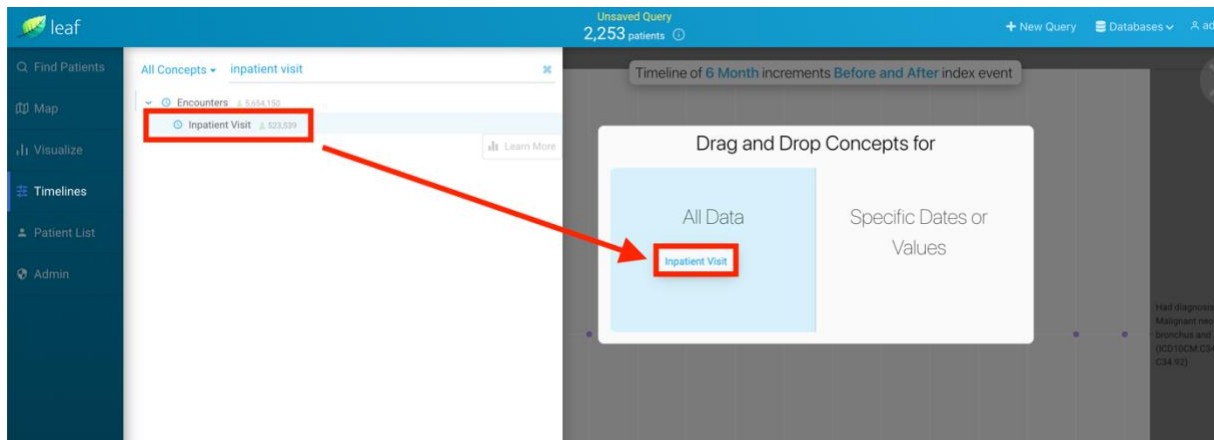 leaf
Unsaved Query
2,253 patients
New Query
Databases
ad
Find Patients
Map
Visualize
Timelines
Patient List
Admin
All Concepts
inpatient visit
Encounters 5,654,150
Inpatient Visit 523,539
Learn More
Timeline of 6 Month increments Before and After index event
Drag and Drop Concepts for
All Data
Inpatient Visit
Specific Dates or
Values
Had diagnosis
Malignant neo
bronchus and
(ICD10CM:C34
C34.92)